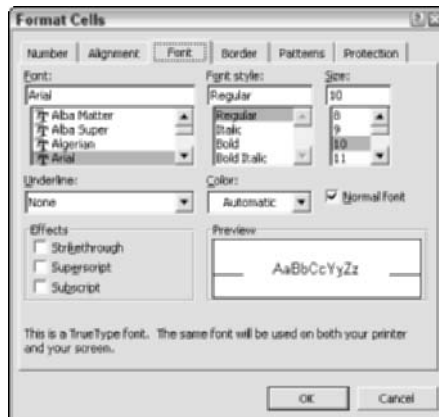 Format Cells
Number Alignment Font Border Patterns Protection
Font: Font style: Size:
Arial Regular 10
Alba Matter Regular 8
Alba Super Italic 9
Algerian Bold 10
Arial Bold Italic 11
Underline: Color:
None Automatic Normal Font
Effects Preview
Strikethrough
Superscript AaBbCcYyZz
Subscript
This is a TrueType font. The same font will be used on both your printer
and your screen.
OK Cancel